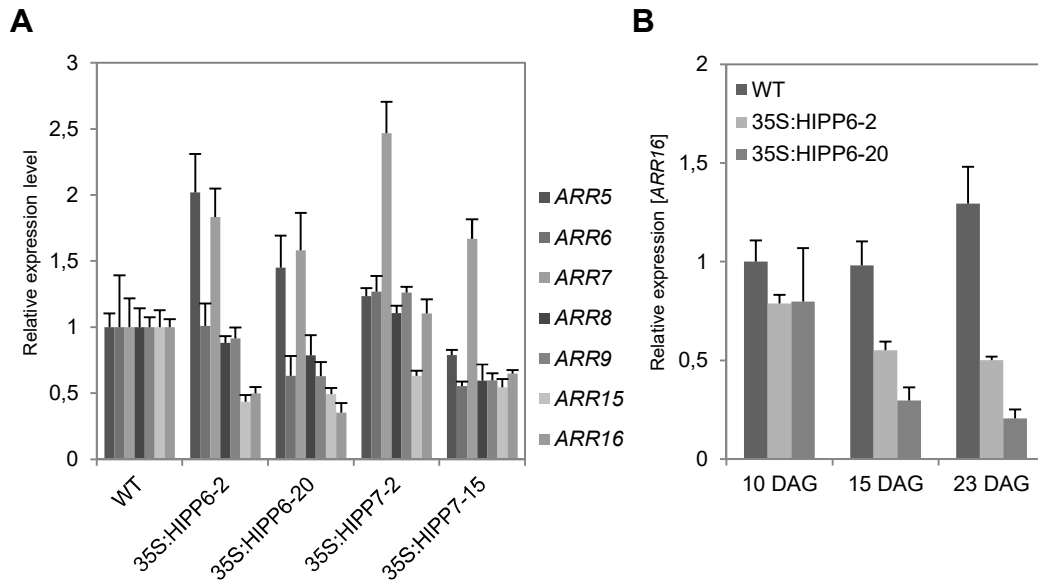 A
Relative expression level
3
2,5
2
1,5
1
0,5
0
WT
35S:HIPP6-2
35S:HIPP6-20
35S:HIPP7-2
35S:HIPP7-15
ARR5
ARR6
ARR7
ARR8
ARR9
ARR15
ARR16
B
Relative expression [ARR16]
2
1,5
1
0,5
0
WT
35S:HIPP6-2
35S:HIPP6-20
10 DAG
15 DAG
23 DAG